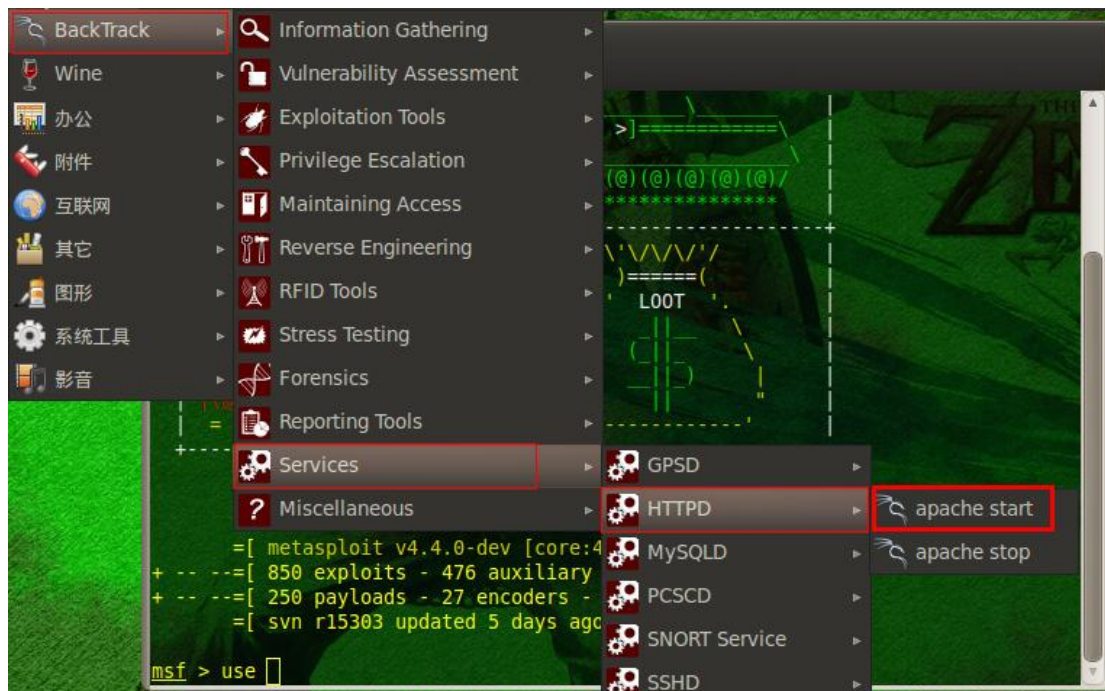 BackTrack
Wine
办公
附件
互联网
其它
图形
系统工具
影音
Information Gathering
Vulnerability Assessment
Exploitation Tools
Privilege Escalation
Maintaining Access
Reverse Engineering
RFID Tools
Stress Testing
Forensics
Reporting Tools
Services
Miscellaneous
GPSD
HTTPD
MySQLD
PCSCD
SNORT Service
SSHD
apache start
apache stop
>]============\
(@)(@)(@)(@)(@)/
***************
\'\/\/\/'/
)======(
LOOT
=[ metasploit v4.4.0-dev [core:4
+ -- --=[ 850 exploits - 476 auxiliary
+ -- --=[ 250 payloads - 27 encoders -
=[ svn r15303 updated 5 days ago
msf > use